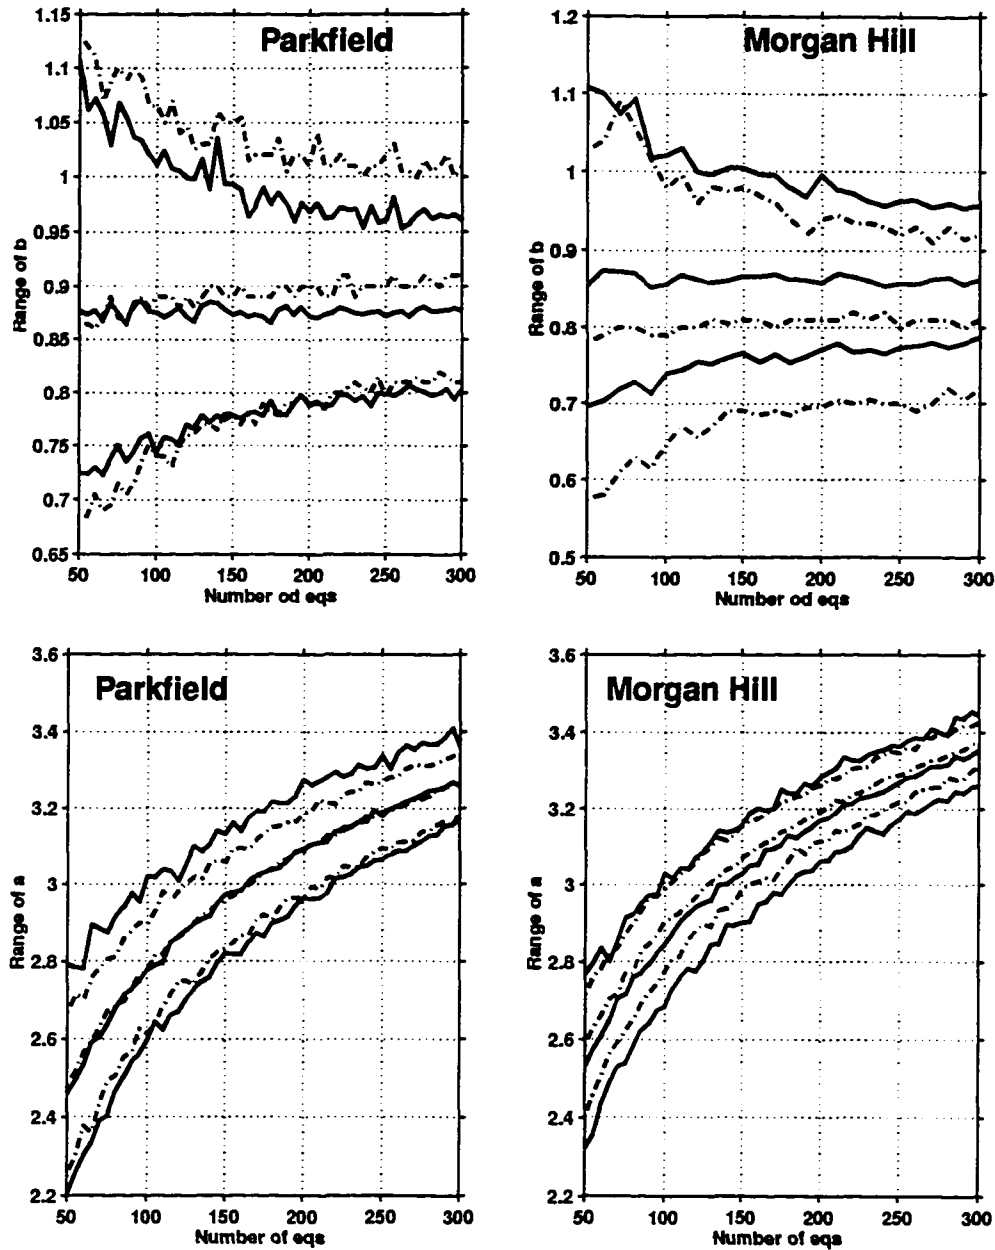 Parkfield
1.15
1.1
1.05
1
0.95
0.9
0.85
0.8
0.75
0.7
0.65
Range of b
50 100 150 200 250 300
Number od eqs
Morgan Hill
1.2
1.1
1
0.9
0.8
0.7
0.6
0.5
Range of b
50 100 150 200 250 300
Number od eqs
Parkfield
3.6
3.4
3.2
3
2.8
2.6
2.4
2.2
Range of a
50 100 150 200 250 300
Number of eqs
Morgan Hill
3.6
3.4
3.2
3
2.8
2.6
2.4
2.2
Range of a
50 100 150 200 250 300
Number of eqs